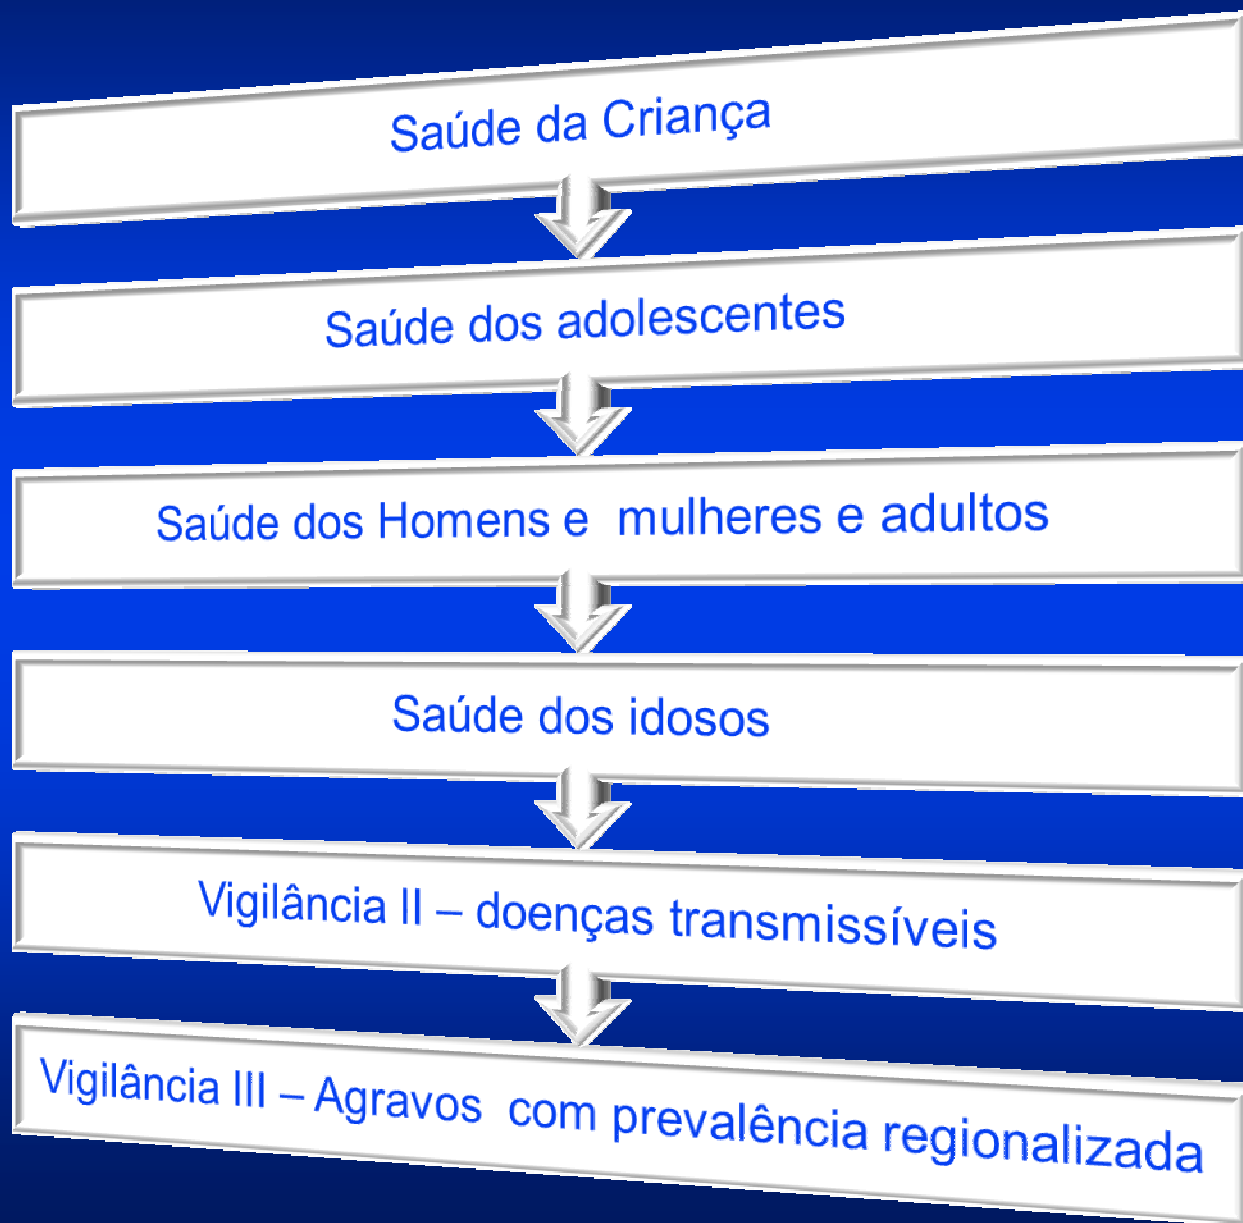 Saúde da Criança
Saúde dos adolescentes
Saúde dos Homens e mulheres e adultos
Saúde dos idosos
Vigilância II – doenças transmissíveis
Vigilância III – Agravos com prevalência regionalizada